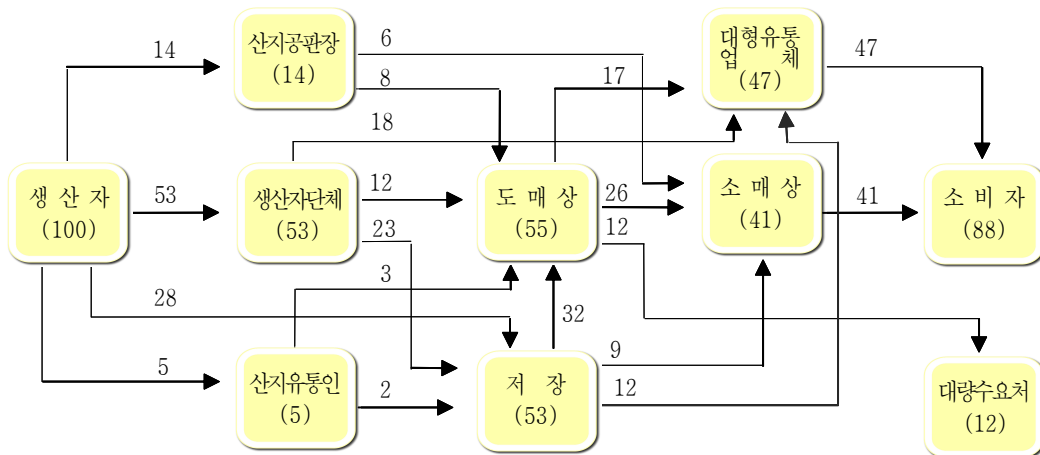 14
산지공판장
(14)
6
8
대형유통
업 체
(47)
47
17
18
생 산 자
(100)
53
생산자단체
(53)
12
23
도 매 상
(55)
26
12
소 매 상
(41)
41
소 비 자
(88)
3
28
32
5
산지유통인
(5)
2
저 장
(53)
9
12
대량수요처
(12)